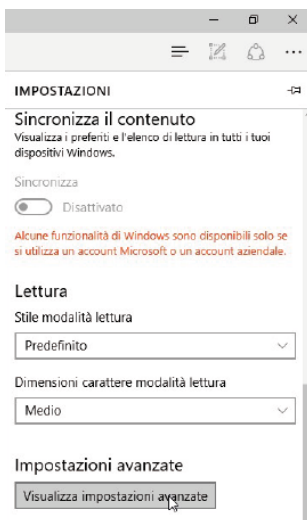 IMPOSTAZIONI
Sincronizza il contenuto
Visualizza i preferiti e l'elenco di lettura in tutti i tuoi
dispositivi Windows.
Sincronizza
Disattivato
Alcune funzionalità di Windows sono disponibili solo se
si utilizza un account Microsoft o un account aziendale.
Lettura
Stile modalità lettura
Predefinito
Dimensioni carattere modalità lettura
Medio
Impostazioni avanzate
Visualizza impostazioni avanzate